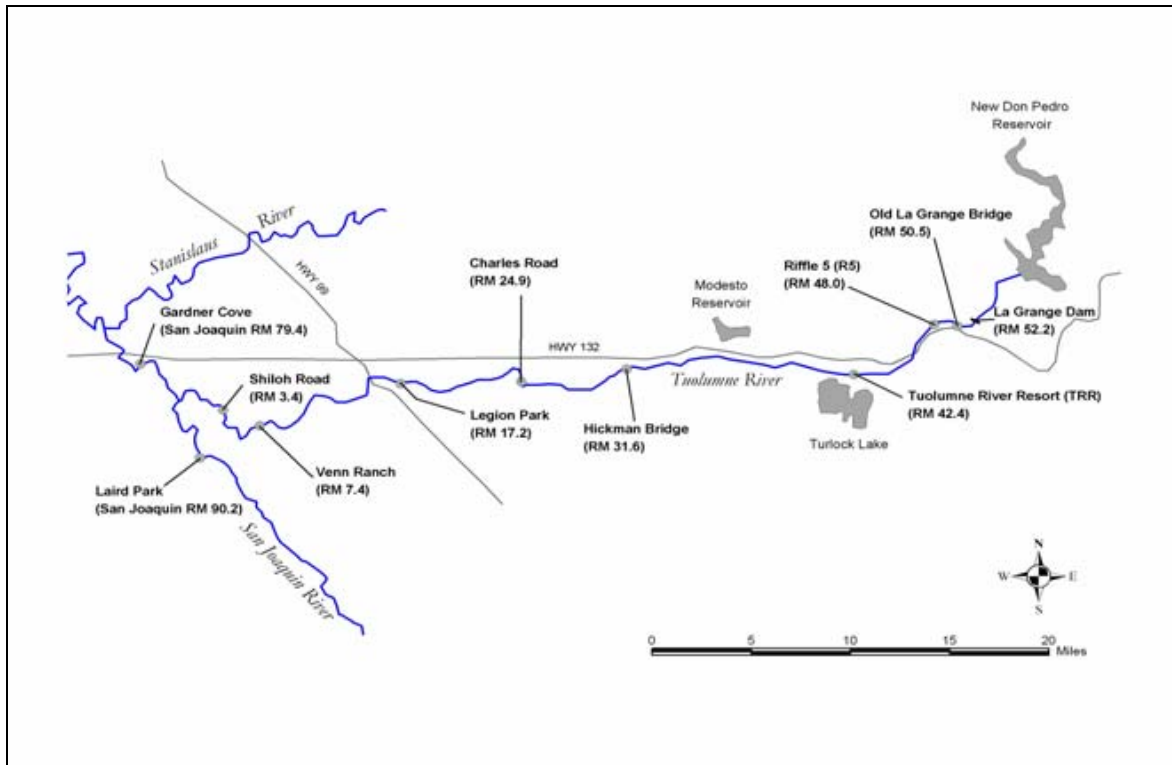 New Don Pedro
Reservoir
Old La Grange Bridge
(RM 50.5)
Stanislaus River
HWY 99
Charles Road
(RM 24.9)
Riffle 5 (R5)
(RM 48.0)
Modesto
Reservoir
Gardner Cove
(San Joaquin RM 79.4)
La Grange Dam
(RM 52.2)
HWY 132
Shiloh Road
(RM 3.4)
Tuolumne River
Tuolumne River Resort (TRR)
(RM 42.4)
Legion Park
(RM 17.2)
Hickman Bridge
(RM 31.6)
Turlock Lake
Venn Ranch
(RM 7.4)
Laird Park
(San Joaquin RM 90.2)
San Joaquin River
N
W E
S
0 5 10 15 20
Miles